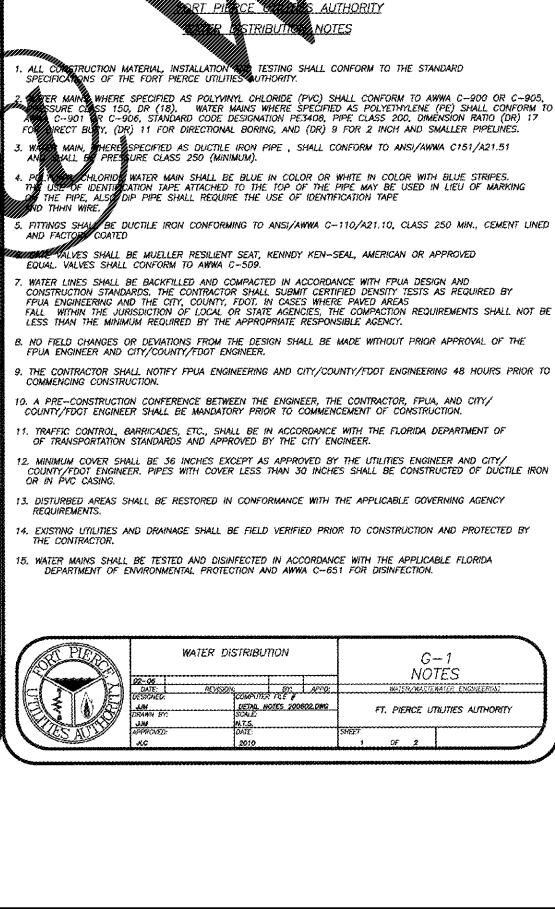 FORT PIERCE UTILITIES AUTHORITY
WATER DISTRIBUTION NOTES
1. ALL CONSTRUCTION MATERIAL, INSTALLATION AND TESTING SHALL CONFORM TO THE STANDARD
SPECIFICATIONS OF THE FORT PIERCE UTILITIES AUTHORITY.
2. WATER MAINS WHERE SPECIFIED AS POLYVINYL CHLORIDE (PVC) SHALL CONFORM TO AWWA C-900 OR C-905,
PRESSURE CLASS 150, DR (18). WATER MAINS WHERE SPECIFIED AS POLYETHYLENE (PE) SHALL CONFORM TO
AWWA C-901 OR C-906, STANDARD CODE DESIGNATION PE3408, PIPE CLASS 200, DIMENSION RATIO (DR) 17
FOR DIRECT BURY, (DR) 11 FOR DIRECTIONAL BORING, AND (DR) 9 FOR 2 INCH AND SMALLER PIPELINES.
3. WATER MAIN, WHERE SPECIFIED AS DUCTILE IRON PIPE , SHALL CONFORM TO ANSI/AWWA C151/A21.51
AND SHALL BE PRESSURE CLASS 250 (MINIMUM).
4. POLYVINYL CHLORIDE WATER MAIN SHALL BE BLUE IN COLOR OR WHITE IN COLOR WITH BLUE STRIPES.
THE USE OF IDENTIFICATION TAPE ATTACHED TO THE TOP OF THE PIPE MAY BE USED IN LIEU OF MARKING
ON THE PIPE, ALSO DIP PIPE SHALL REQUIRE THE USE OF IDENTIFICATION TAPE
AND THHN WIRE.
5. FITTINGS SHALL BE DUCTILE IRON CONFORMING TO ANSI/AWWA C-110/A21.10, CLASS 250 MIN., CEMENT LINED
AND FACTORY COATED
6. GATE VALVES SHALL BE MUELLER RESILIENT SEAT, KENNDY KEN-SEAL, AMERICAN OR APPROVED
EQUAL. VALVES SHALL CONFORM TO AWWA C-509.
7. WATER LINES SHALL BE BACKFILLED AND COMPACTED IN ACCORDANCE WITH FPUA DESIGN AND
CONSTRUCTION STANDARDS. THE CONTRACTOR SHALL SUBMIT CERTIFIED DENSITY TESTS AS REQUIRED BY
FPUA ENGINEERING AND THE CITY, COUNTY, FDOT. IN CASES WHERE PAVED AREAS
FALL WITHIN THE JURISDICTION OF LOCAL OR STATE AGENCIES, THE COMPACTION REQUIREMENTS SHALL NOT BE
LESS THAN THE MINIMUM REQUIRED BY THE APPROPRIATE RESPONSIBLE AGENCY.
8. NO FIELD CHANGES OR DEVIATIONS FROM THE DESIGN SHALL BE MADE WITHOUT PRIOR APPROVAL OF THE
FPUA ENGINEER AND CITY/COUNTY/FDOT ENGINEER.
9. THE CONTRACTOR SHALL NOTIFY FPUA ENGINEERING AND CITY/COUNTY/FDOT ENGINEERING 48 HOURS PRIOR TO
COMMENCING CONSTRUCTION.
10. A PRE-CONSTRUCTION CONFERENCE BETWEEN THE ENGINEER, THE CONTRACTOR, FPUA, AND CITY/
COUNTY/FDOT ENGINEER SHALL BE MANDATORY PRIOR TO COMMENCEMENT OF CONSTRUCTION.
11. TRAFFIC CONTROL, BARRICADES, ETC., SHALL BE IN ACCORDANCE WITH THE FLORIDA DEPARTMENT OF
OF TRANSPORTATION STANDARDS AND APPROVED BY THE CITY ENGINEER.
12. MINIMUM COVER SHALL BE 36 INCHES EXCEPT AS APPROVED BY THE UTILITIES ENGINEER AND CITY/
COUNTY/FDOT ENGINEER. PIPES WITH COVER LESS THAN 30 INCHES SHALL BE CONSTRUCTED OF DUCTILE IRON
OR IN PVC CASING.
13. DISTURBED AREAS SHALL BE RESTORED IN CONFORMANCE WITH THE APPLICABLE GOVERNING AGENCY
REQUIREMENTS.
14. EXISTING UTILITIES AND DRAINAGE SHALL BE FIELD VERIFIED PRIOR TO CONSTRUCTION AND PROTECTED BY
THE CONTRACTOR.
15. WATER MAINS SHALL BE TESTED AND DISINFECTED IN ACCORDANCE WITH THE APPLICABLE FLORIDA
DEPARTMENT OF ENVIRONMENTAL PROTECTION AND AWWA C-651 FOR DISINFECTION.
FORT PIERCE
UTILITIES AUTHORITY
WATER DISTRIBUTION
02-06
DATE: REVISION: BY: APPD:
DESIGNED: COMPUTER FILE #
JJM DETAIL NOTES 200602.DWG
DRAWN BY: SCALE:
JJM N.T.S.
APPROVED: DATE:
JLC 2010
G-1
NOTES
WATER/WASTEWATER ENGINEERING
FT. PIERCE UTILITIES AUTHORITY
SHEET
1 OF 2